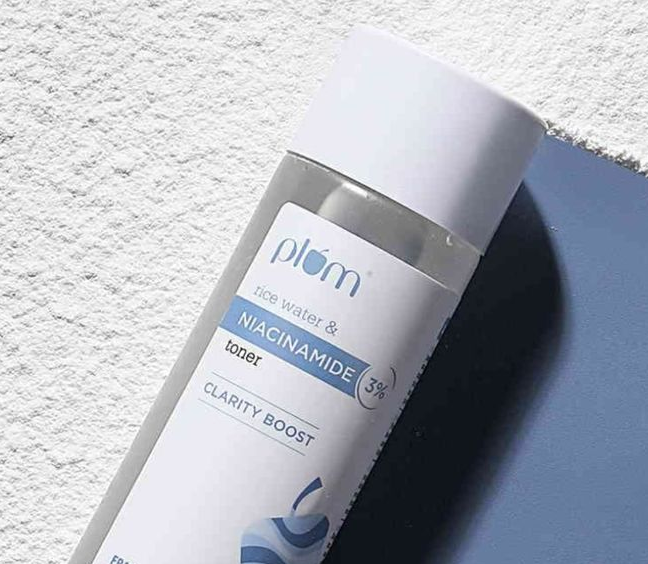 plum®
rice water &
NIACINAMIDE
3%
toner
CLARITY BOOST